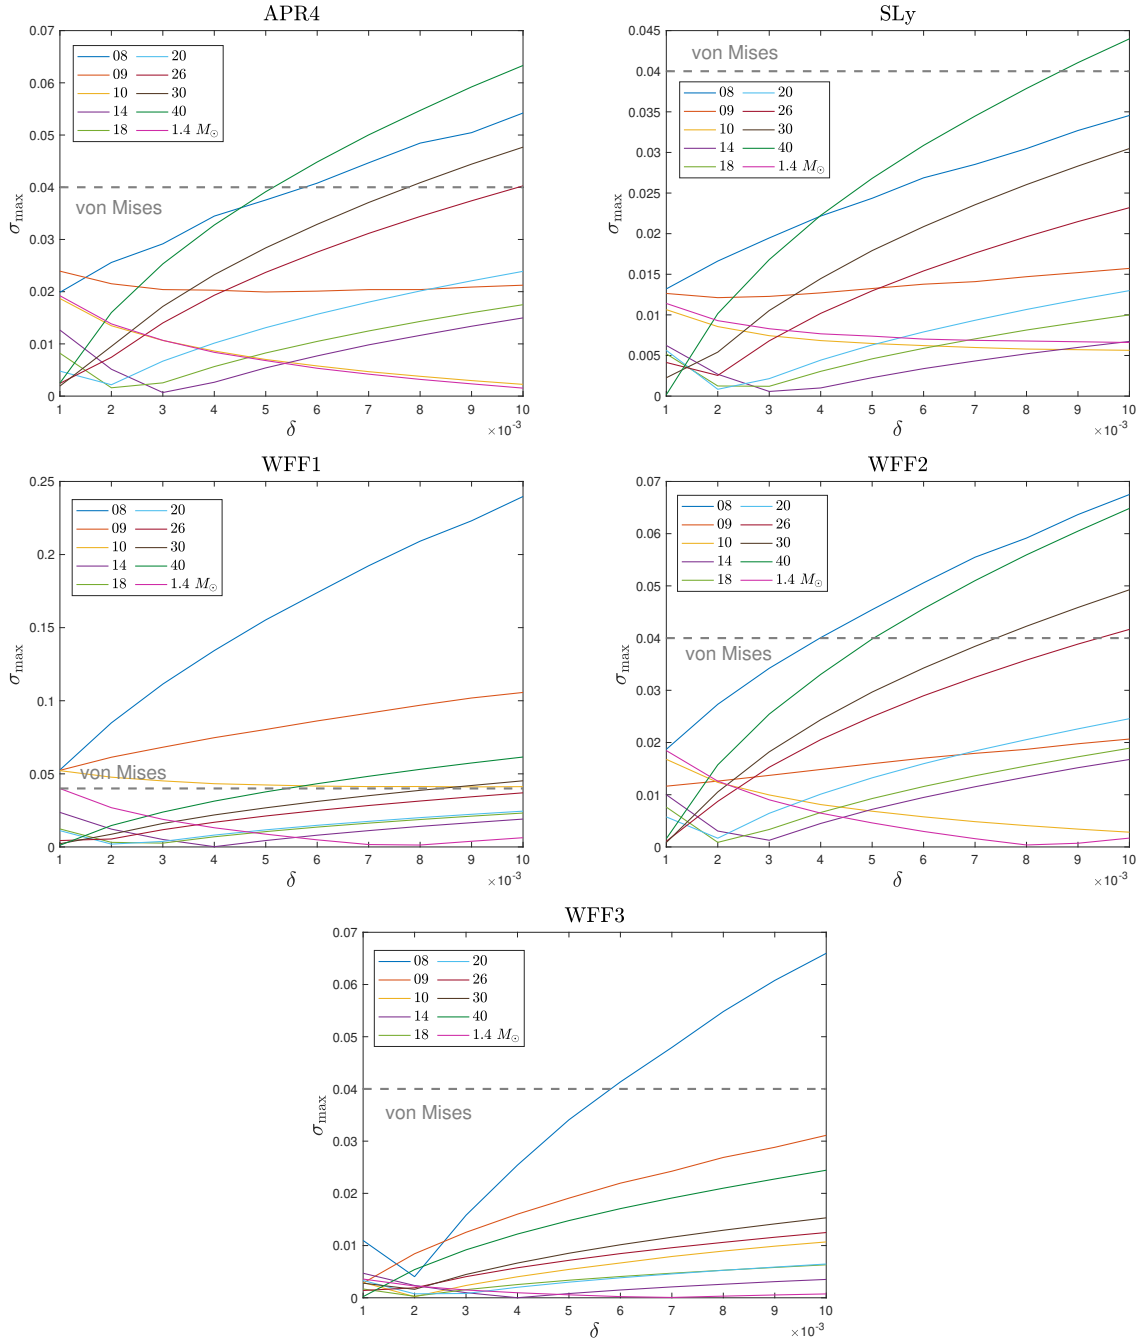 APR4
0.07
0.06
0.05
0.04
0.03
0.02
0.01
0
σmax
08 20
09 26
10 30
14 40
18 1.4 M⊙
von Mises
1 2 3 4 5 6 7 8 9 10
δ ×10-3
SLy
0.045
0.04
0.035
0.03
0.025
0.02
0.015
0.01
0.005
0
σmax
von Mises
08 20
09 26
10 30
14 40
18 1.4 M⊙
1 2 3 4 5 6 7 8 9 10
δ ×10-3
WFF1
0.25
0.2
0.15
0.1
0.05
0
σmax
08 20
09 26
10 30
14 40
18 1.4 M⊙
von Mises
1 2 3 4 5 6 7 8 9 10
δ ×10-3
WFF2
0.07
0.06
0.05
0.04
0.03
0.02
0.01
0
σmax
08 20
09 26
10 30
14 40
18 1.4 M⊙
von Mises
1 2 3 4 5 6 7 8 9 10
δ ×10-3
WFF3
0.07
0.06
0.05
0.04
0.03
0.02
0.01
0
σmax
08 20
09 26
10 30
14 40
18 1.4 M⊙
von Mises
1 2 3 4 5 6 7 8 9 10
δ ×10-3